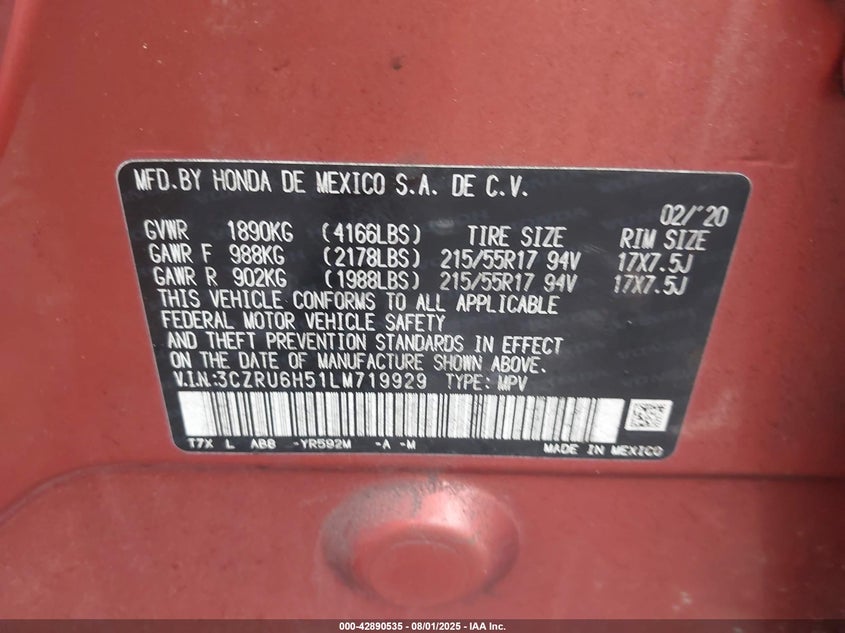 MFD.BY HONDA DE MEXICO S.A. DE C.V.
02/'20
GVWR 1890KG (4166LBS) TIRE SIZE RIM SIZE
GAWR F 988KG (2178LBS) 215/55R17 94V 17X7.5J
GAWR R 902KG (1988LBS) 215/55R17 94V 17X7.5J
THIS VEHICLE CONFORMS TO ALL APPLICABLE
FEDERAL MOTOR VEHICLE SAFETY
AND THEFT PREVENTION STANDARDS IN EFFECT
ON THE DATE OF MANUFACTURE SHOWN ABOVE.
V.I.N.:3CZRU6H51LM719929 TYPE: MPV
T7X L ABB -YR592M -A -M
MADE IN MEXICO
000-42890535 - 08/01/2025 - IAA Inc.